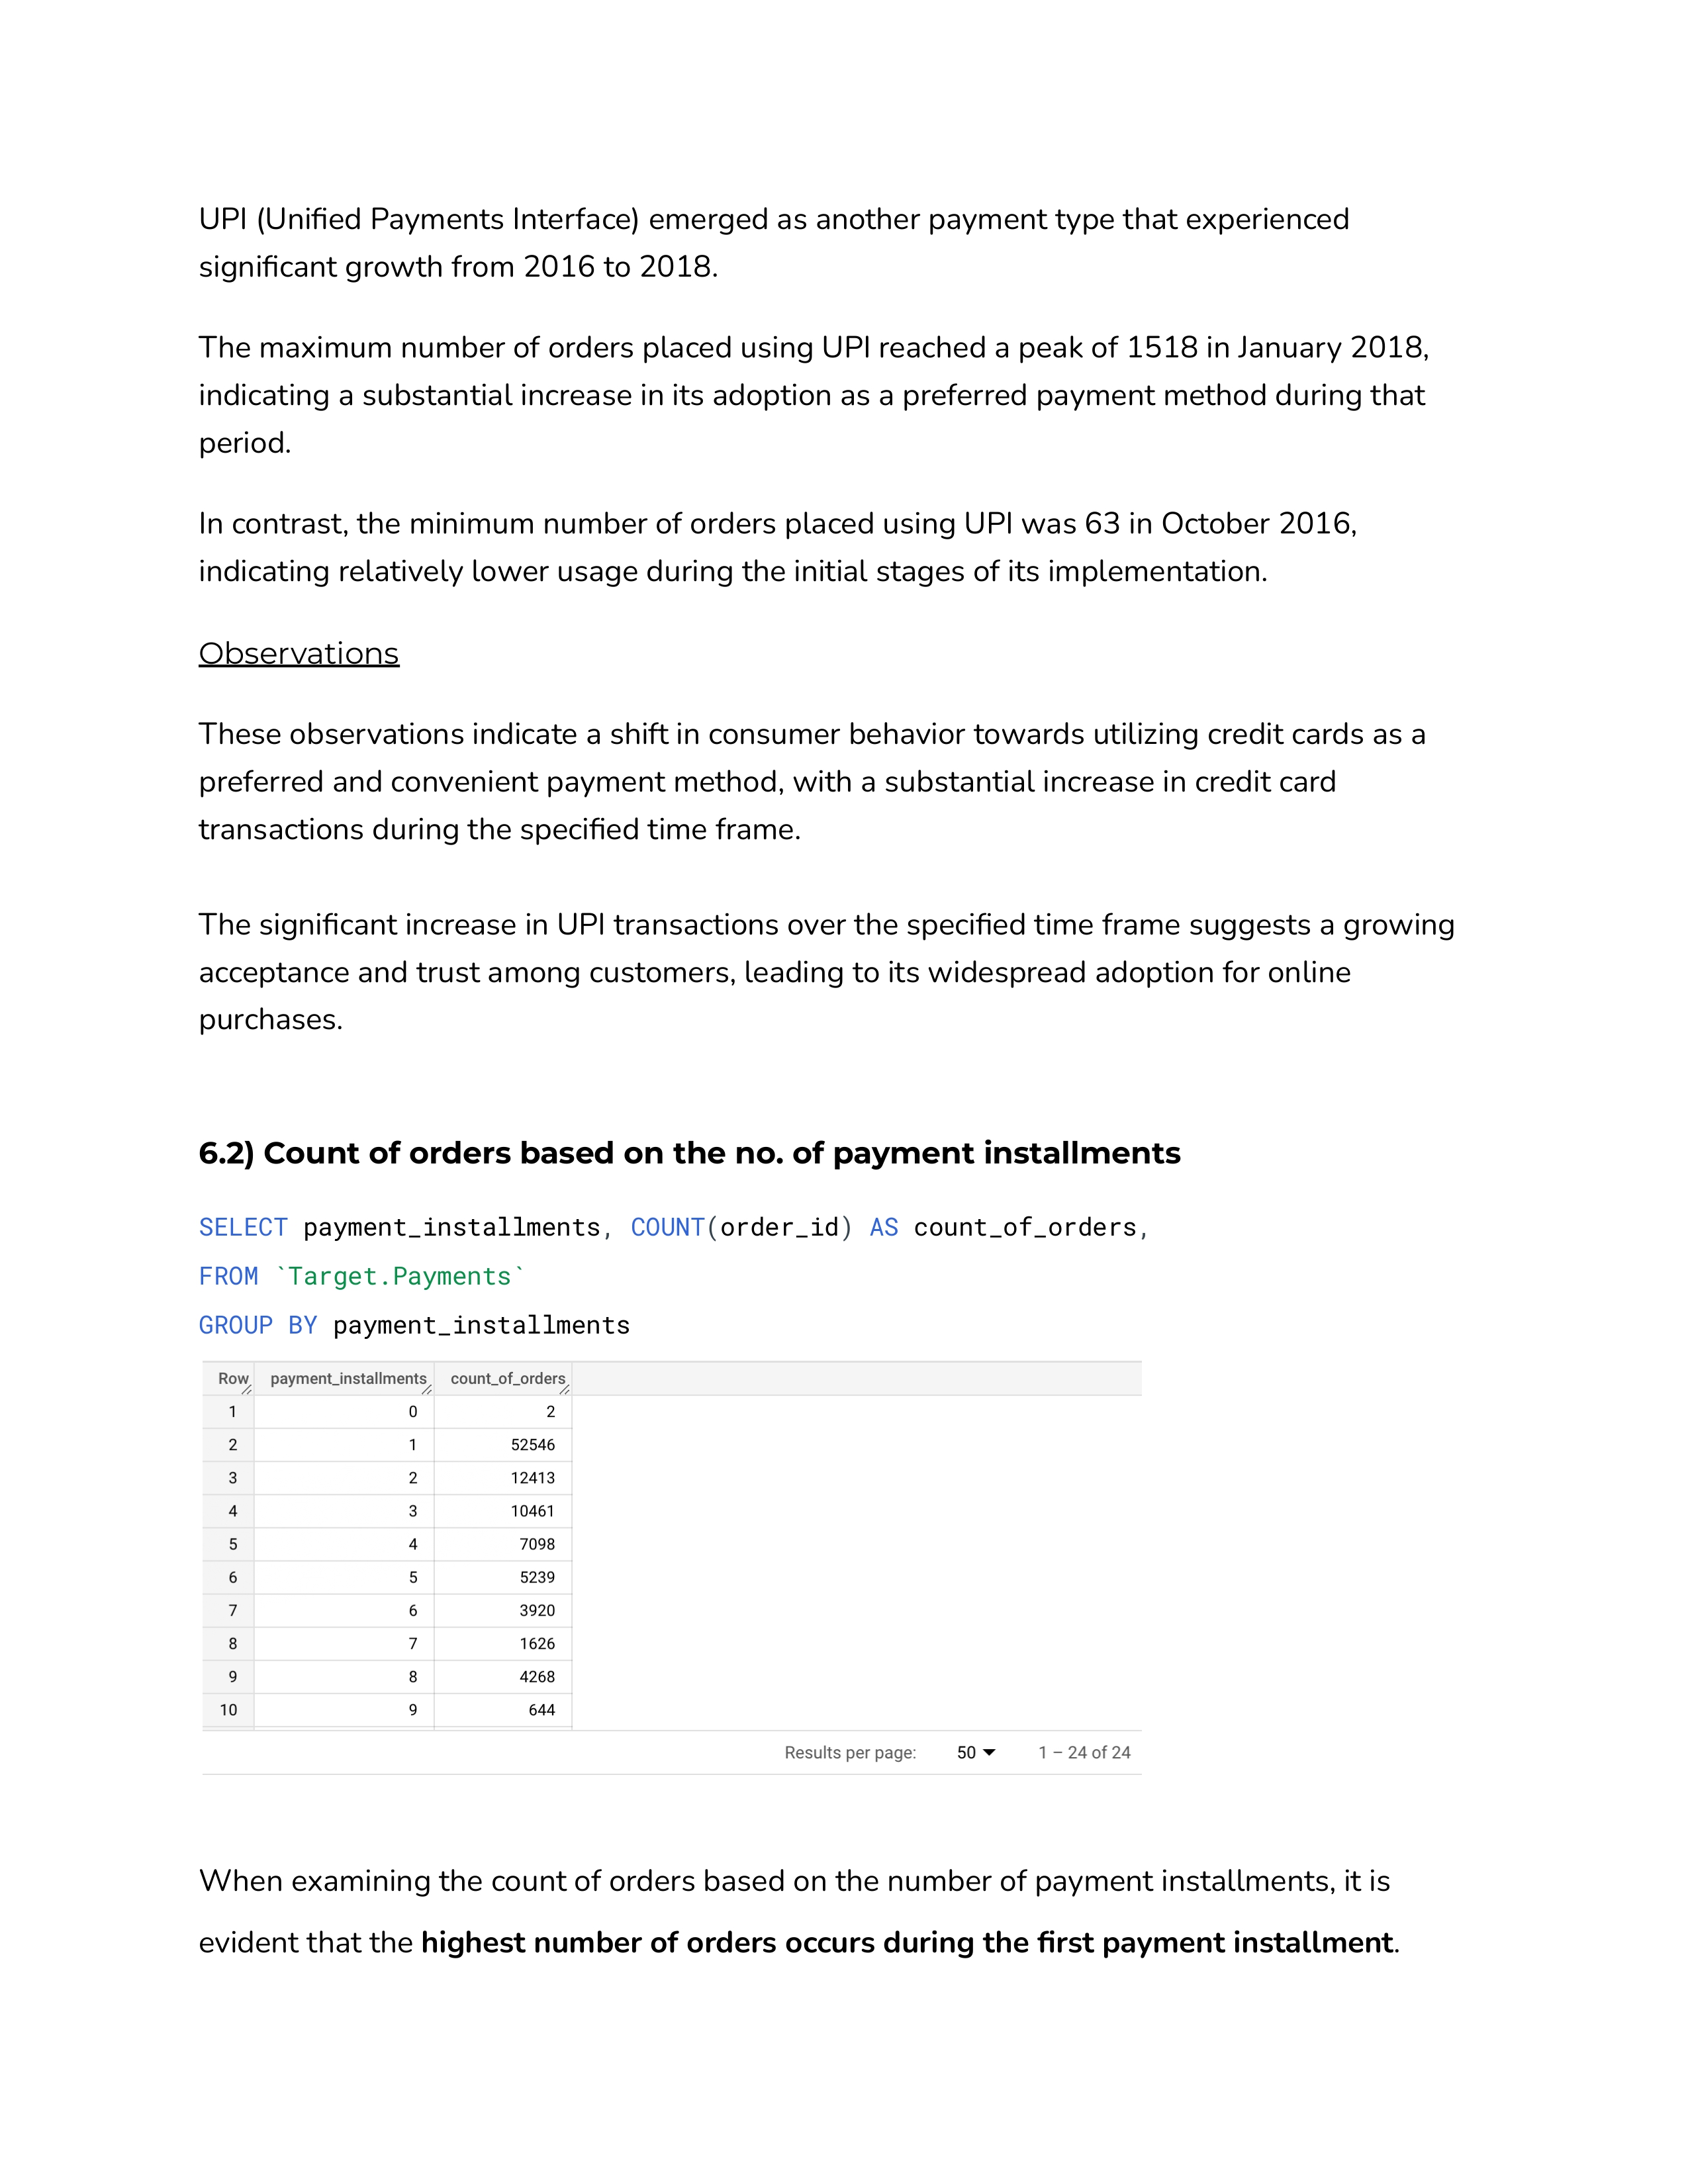 UPI (Unified Payments Interface) emerged as another payment type that experienced
significant growth from 2016 to 2018.
The maximum number of orders placed using UPI reached a peak of 1518 in January 2018,
indicating a substantial increase in its adoption as a preferred payment method during that
period.
In contrast, the minimum number of orders placed using UPI was 63 in October 2016,
indicating relatively lower usage during the initial stages of its implementation.
Observations
These observations indicate a shift in consumer behavior towards utilizing credit cards as a
preferred and convenient payment method, with a substantial increase in credit card
transactions during the specified time frame.
The significant increase in UPI transactions over the specified time frame suggests a growing
acceptance and trust among customers, leading to its widespread adoption for online
purchases.
6.2) Count of orders based on the no. of payment installments
SELECT payment_installments, COUNT(order_id) AS count_of_orders,
FROM `Target.Payments`
GROUP BY payment_installments
Row payment_installments count_of_orders
1 0 2
2 1 52546
3 2 12413
4 3 10461
5 4 7098
6 5 5239
7 6 3920
8 7 1626
9 8 4268
10 9 644
Results per page: 50 1 – 24 of 24
When examining the count of orders based on the number of payment installments, it is
evident that the highest number of orders occurs during the first payment installment.